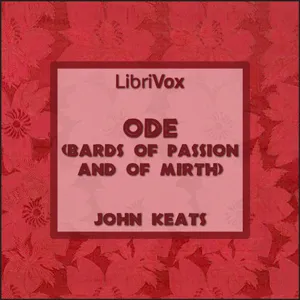 LibriVox
ODE
(BARDS OF PASSION
AND OF MIRTH)
JOHN KEATS